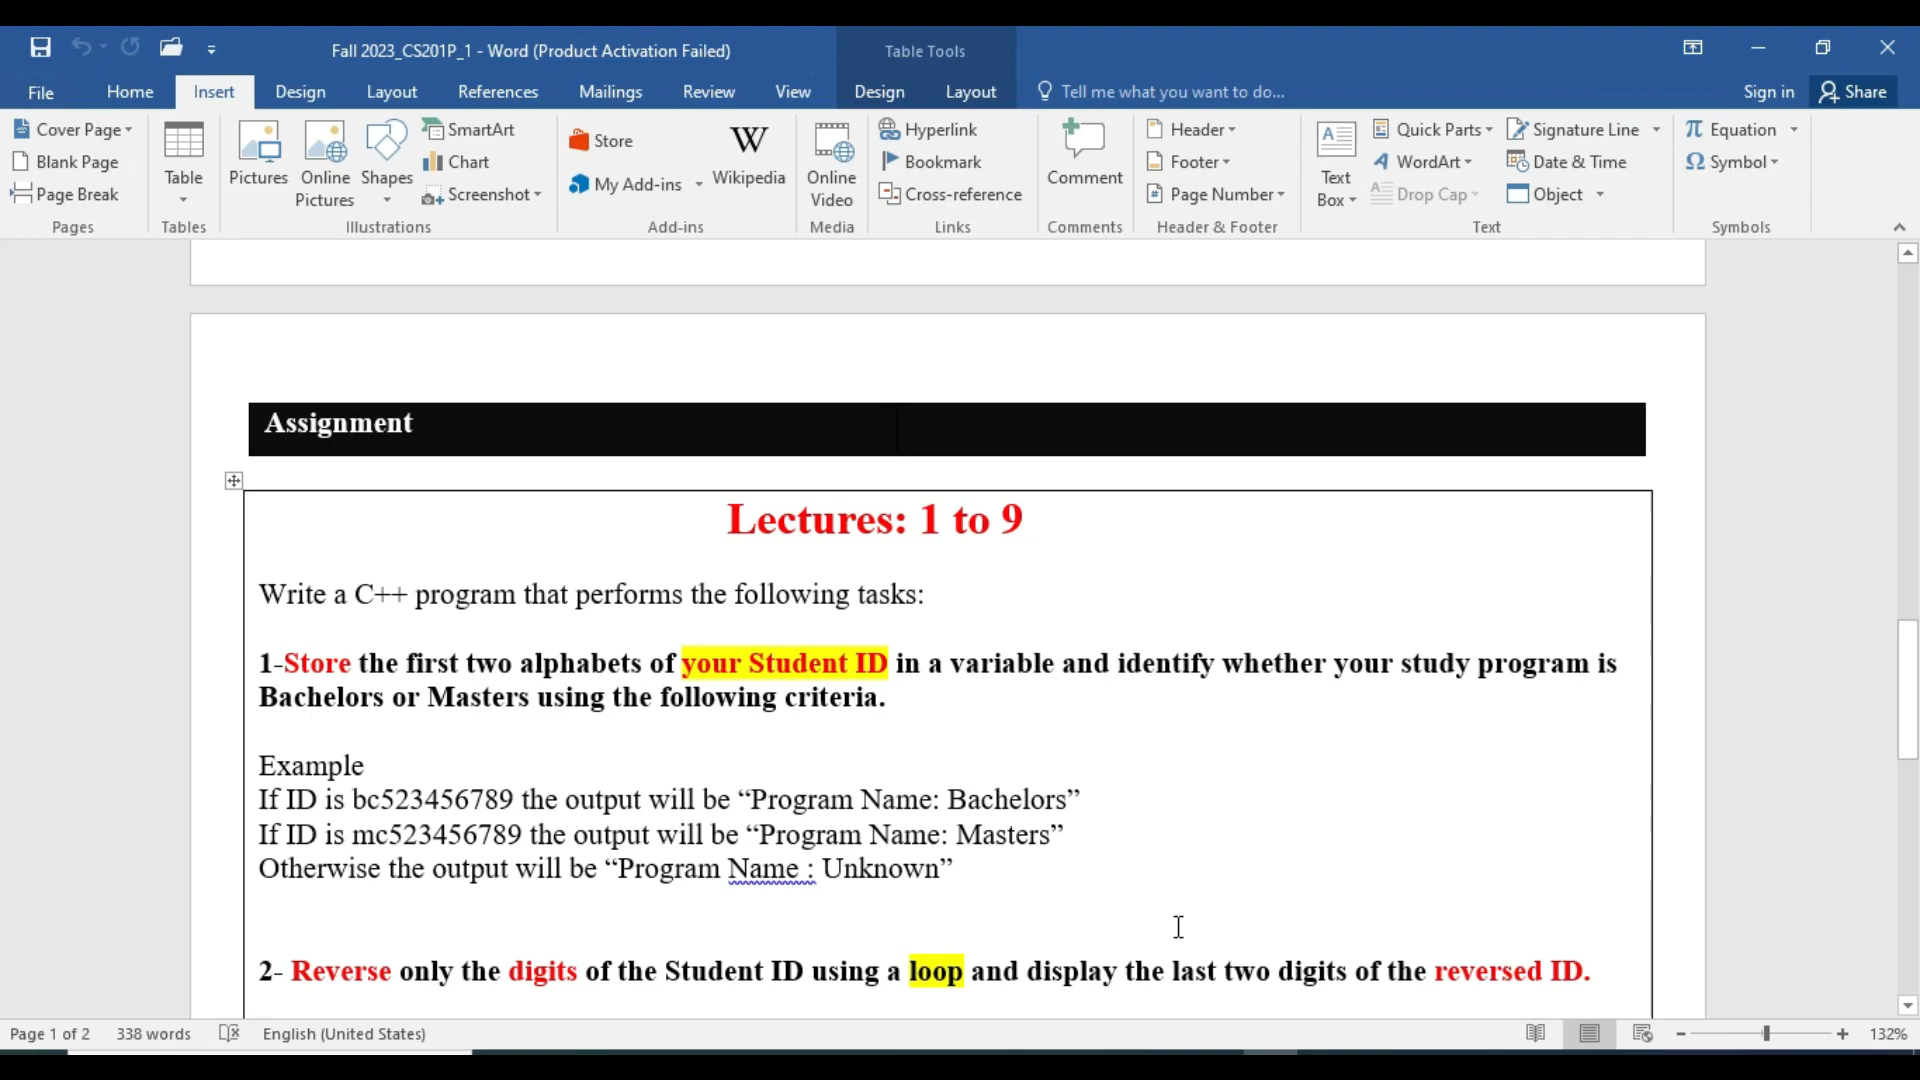 Fall 2023_CS201P_1 - Word (Product Activation Failed)
Table Tools
File Home Insert Design Layout References Mailings Review View Design Layout Tell me what you want to do... Sign in Share
Cover Page
Blank Page
Page Break
Pages
Table
Tables
Pictures
Online Pictures
Shapes
SmartArt
Chart
Screenshot
Illustrations
Store
My Add-ins
W
Wikipedia
Add-ins
Online Video
Media
Hyperlink
Bookmark
Cross-reference
Links
Comment
Comments
Header
Footer
Page Number
Header & Footer
Text Box
Quick Parts
WordArt
Drop Cap
Signature Line
Date & Time
Object
Text
π Equation
Ω Symbol
Symbols
Assignment
Lectures: 1 to 9
Write a C++ program that performs the following tasks:
1-Store the first two alphabets of your Student ID in a variable and identify whether your study program is
Bachelors or Masters using the following criteria.
Example
If ID is bc523456789 the output will be “Program Name: Bachelors”
If ID is mc523456789 the output will be “Program Name: Masters”
Otherwise the output will be “Program Name : Unknown”
2- Reverse only the digits of the Student ID using a loop and display the last two digits of the reversed ID.
Page 1 of 2 338 words English (United States) 132%